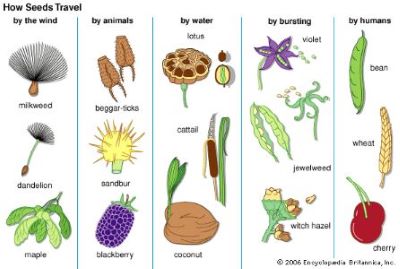 How Seeds Travel
by the wind
by animals
by water
by bursting
by humans
milkweed
dandelion
maple
beggar-ticks
sandbur
blackberry
lotus
cattail
coconut
violet
jewelweed
witch hazel
bean
wheat
cherry
© 2006 Encyclopædia Britannica, Inc.